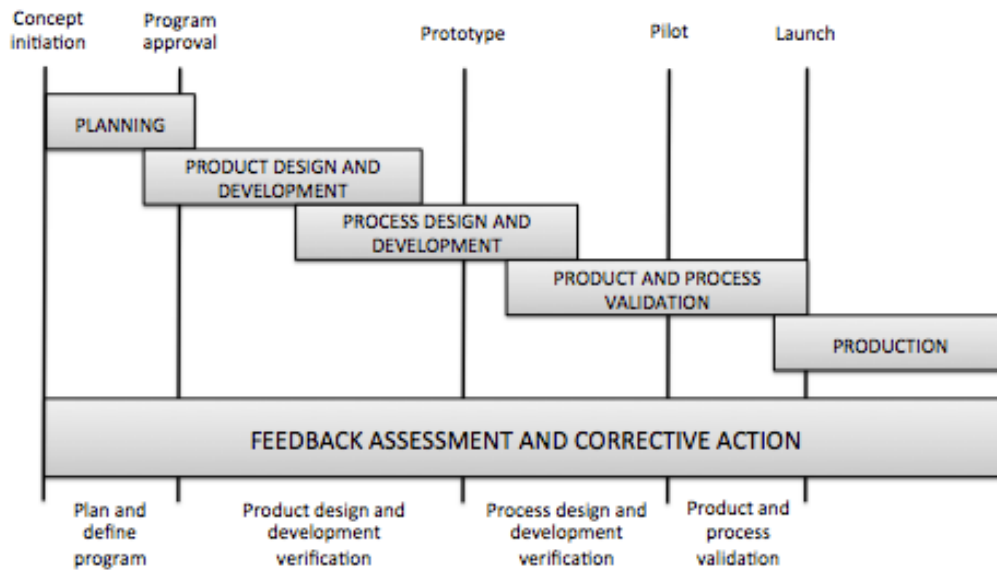 Concept
initiation
Program
approval
Prototype
Pilot
Launch
PLANNING
PRODUCT DESIGN AND
DEVELOPMENT
PROCESS DESIGN AND
DEVELOPMENT
PRODUCT AND PROCESS
VALIDATION
PRODUCTION
FEEDBACK ASSESSMENT AND CORRECTIVE ACTION
Plan and
define
program
Product design and
development
verification
Process design and
development
verification
Product and
process
validation